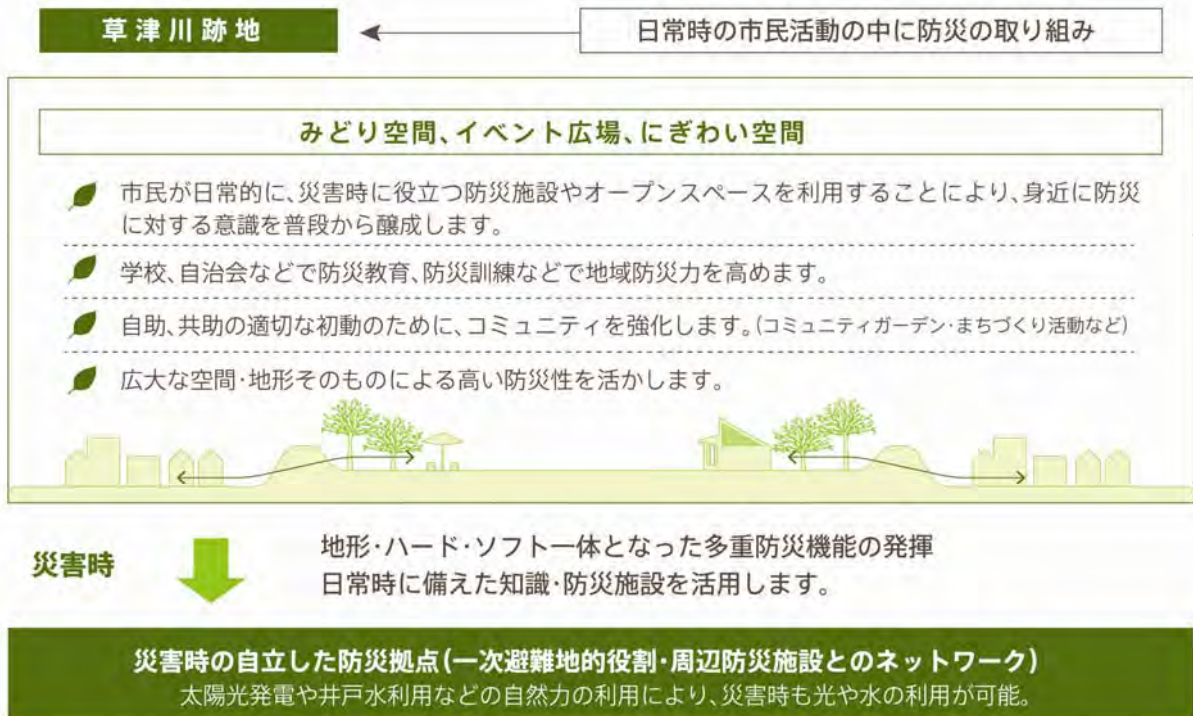 草津川跡地
日常時の市民活動の中に防災の取り組み
みどり空間、イベント広場、にぎわい空間
市民が日常的に、災害時に役立つ防災施設やオープンスペースを利用することにより、身近に防災
に対する意識を普段から醸成します。
学校、自治会などで防災教育、防災訓練などで地域防災力を高めます。
自助、共助の適切な初動のために、コミュニティを強化します。(コミュニティガーデン・まちづくり活動など)
広大な空間・地形そのものによる高い防災性を活かします。
災害時
地形・ハード・ソフト一体となった多重防災機能の発揮
日常時に備えた知識・防災施設を活用します。
災害時の自立した防災拠点(一次避難地的役割・周辺防災施設とのネットワーク)
太陽光発電や井戸水利用などの自然力の利用により、災害時も光や水の利用が可能。